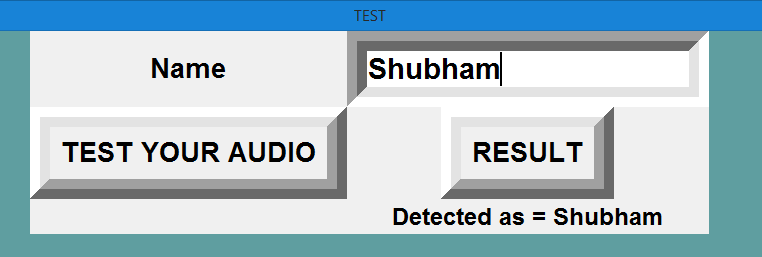 TEST
Name Shubham
TEST YOUR AUDIO RESULT
Detected as = Shubham